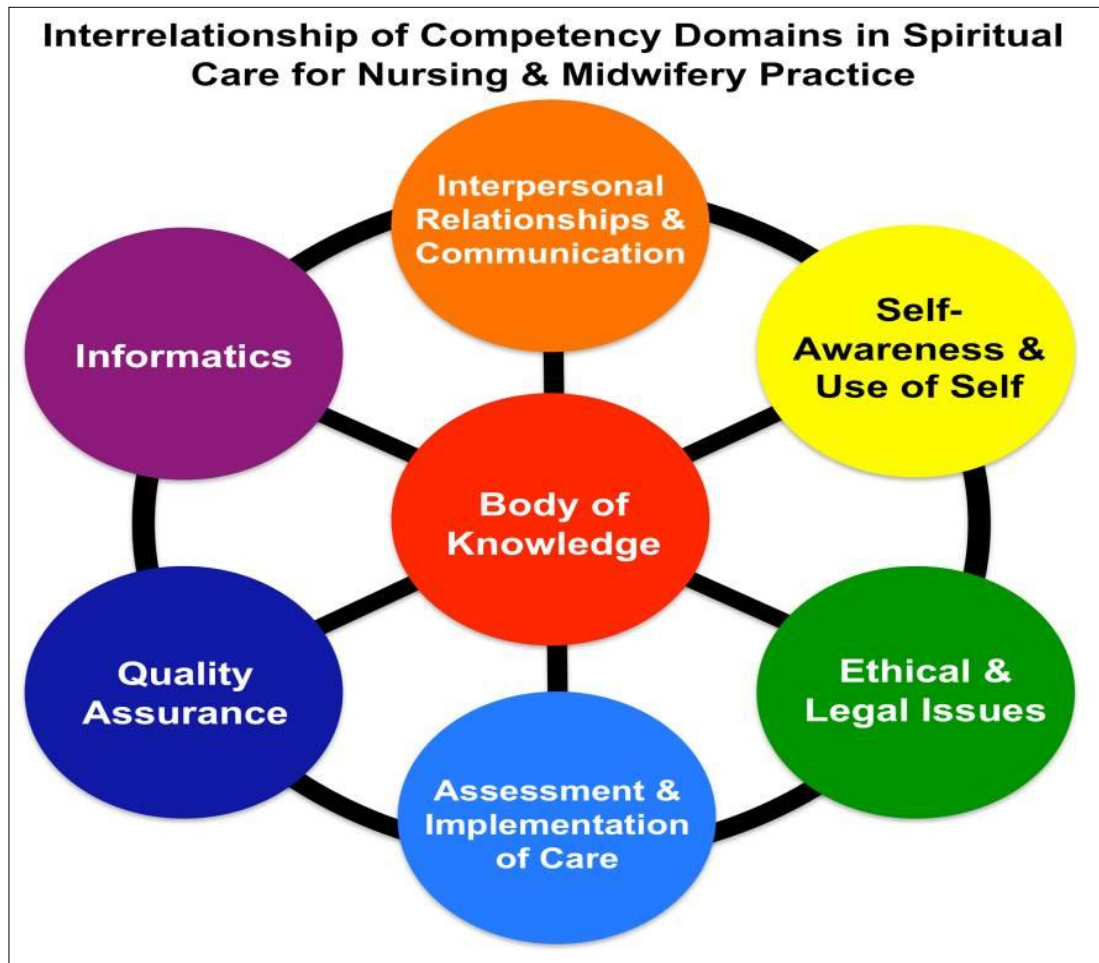 Interrelationship of Competency Domains in Spiritual
Care for Nursing & Midwifery Practice
Interpersonal
Relationships &
Communication
Self-
Awareness &
Use of Self
Informatics
Body of
Knowledge
Quality
Assurance
Ethical &
Legal Issues
Assessment &
Implementation
of Care